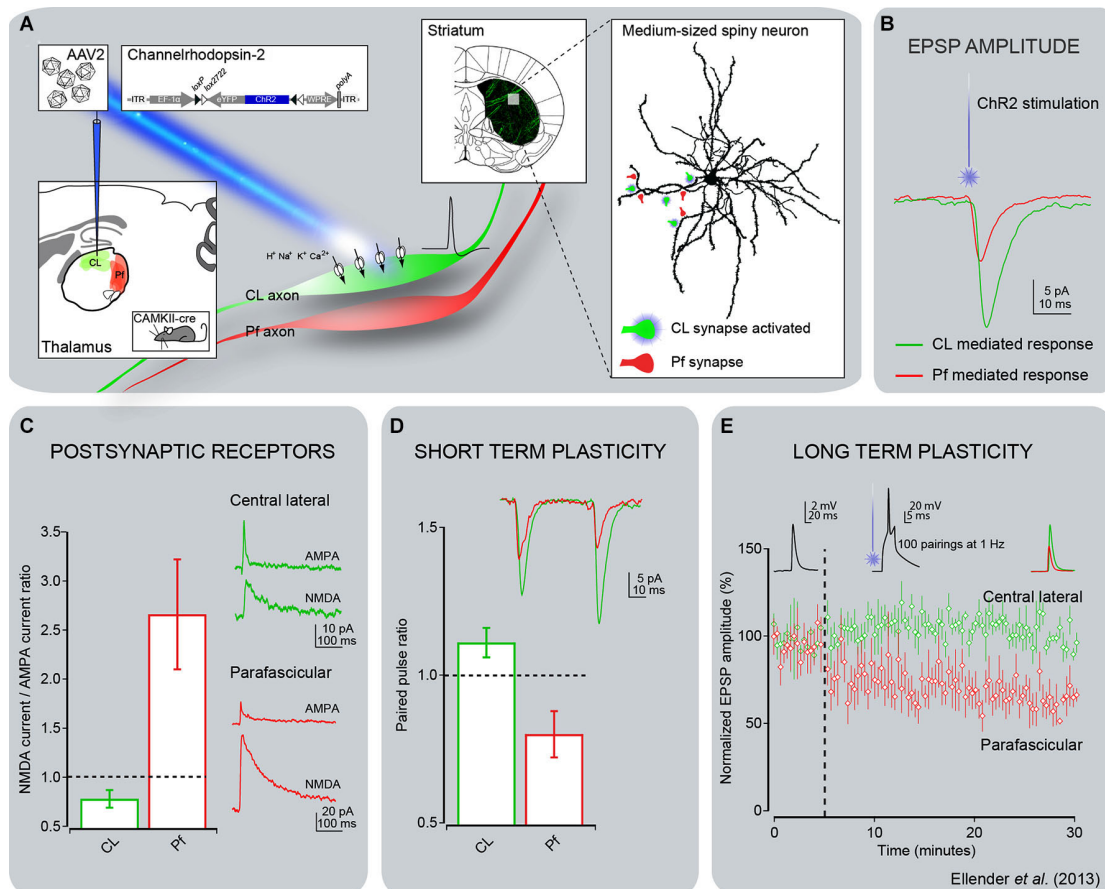 A
AAV2
Channelrhodopsin-2
loxP
lox2722
polyA
ITR
EF-1α
eYFP
ChR2
WPRE
ITR
CL
Pf
CAMKII-cre
Thalamus
H⁺ Na⁺ K⁺ Ca²⁺
CL axon
Pf axon
Striatum
Medium-sized spiny neuron
CL synapse activated
Pf synapse
B
EPSP AMPLITUDE
ChR2 stimulation
5 pA
10 ms
CL mediated response
Pf mediated response
C
POSTSYNAPTIC RECEPTORS
NMDA current / AMPA current ratio
3.5
3.0
2.5
2.0
1.5
1.0
0.5
CL
Pf
Central lateral
AMPA
NMDA
10 pA
100 ms
Parafascicular
AMPA
NMDA
20 pA
100 ms
D
SHORT TERM PLASTICITY
Paired pulse ratio
1.5
1.0
0.5
CL
Pf
5 pA
10 ms
E
LONG TERM PLASTICITY
2 mV
20 ms
20 mV
5 ms
100 pairings at 1 Hz
Normalized EPSP amplitude (%)
150
100
50
0
Central lateral
Parafascicular
0
10
20
30
Time (minutes)
Ellender et al. (2013)